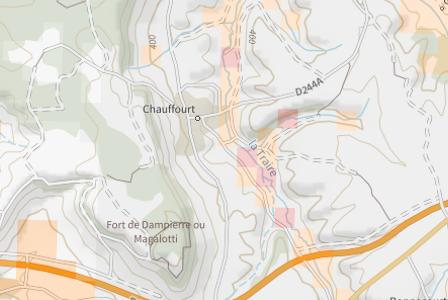 400
400
D244A
Chauffourt
la Traire
Fort de Dampierre ou
Magalotti